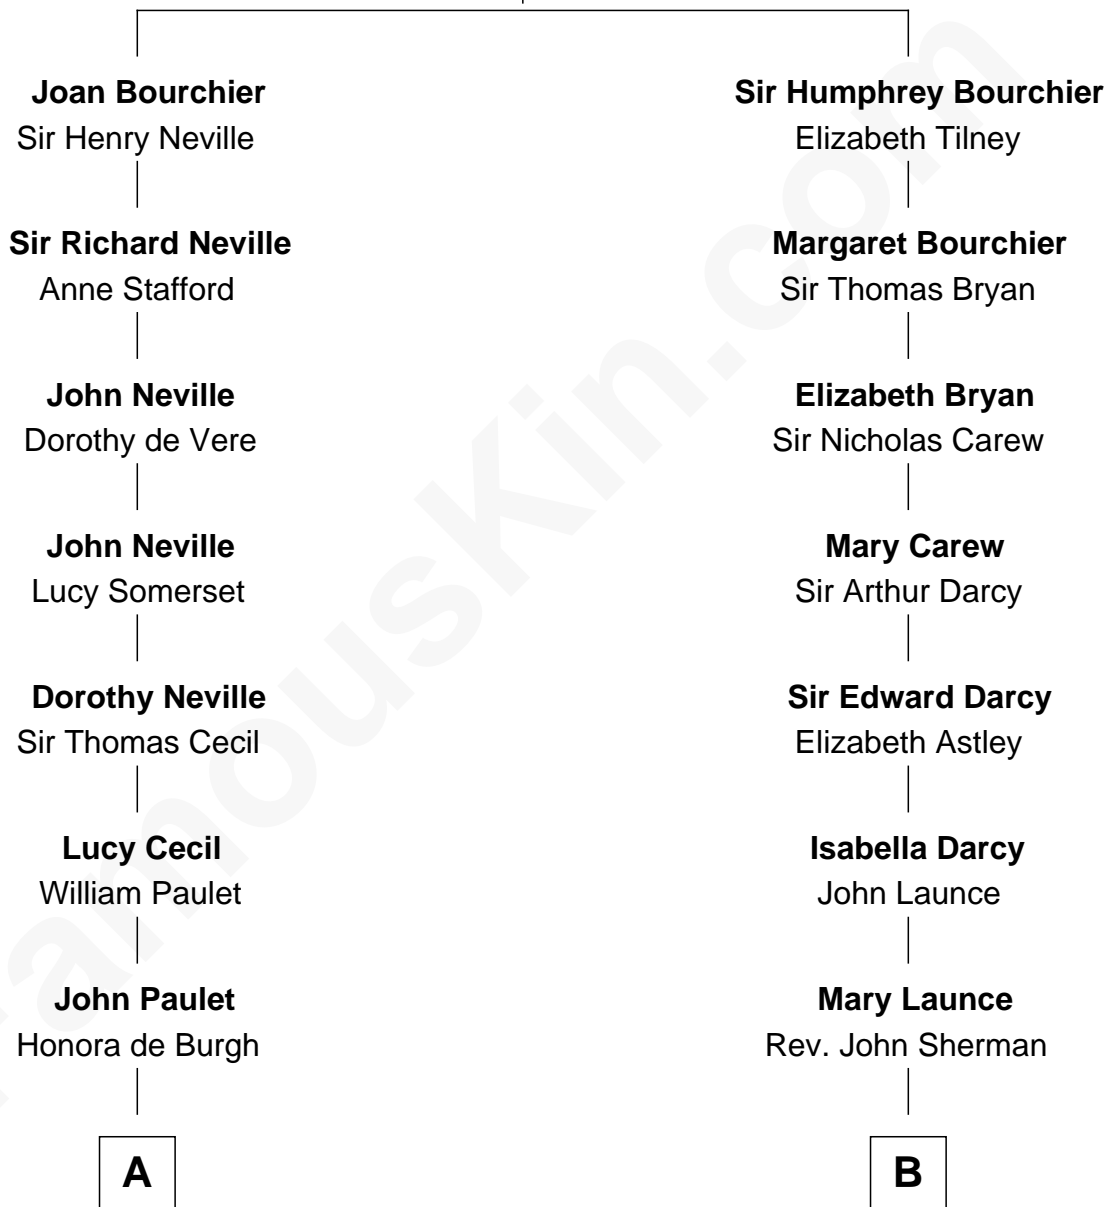 Joan Bourchier
Sir Henry Neville
Sir Richard Neville
Anne Stafford
John Neville
Dorothy de Vere
John Neville
Lucy Somerset
Dorothy Neville
Sir Thomas Cecil
Lucy Cecil
William Paulet
John Paulet
Honora de Burgh
A
Sir Humphrey Bourchier
Elizabeth Tilney
Margaret Bourchier
Sir Thomas Bryan
Elizabeth Bryan
Sir Nicholas Carew
Mary Carew
Sir Arthur Darcy
Sir Edward Darcy
Elizabeth Astley
Isabella Darcy
John Launce
Mary Launce
Rev. John Sherman
B
FamousKin.com